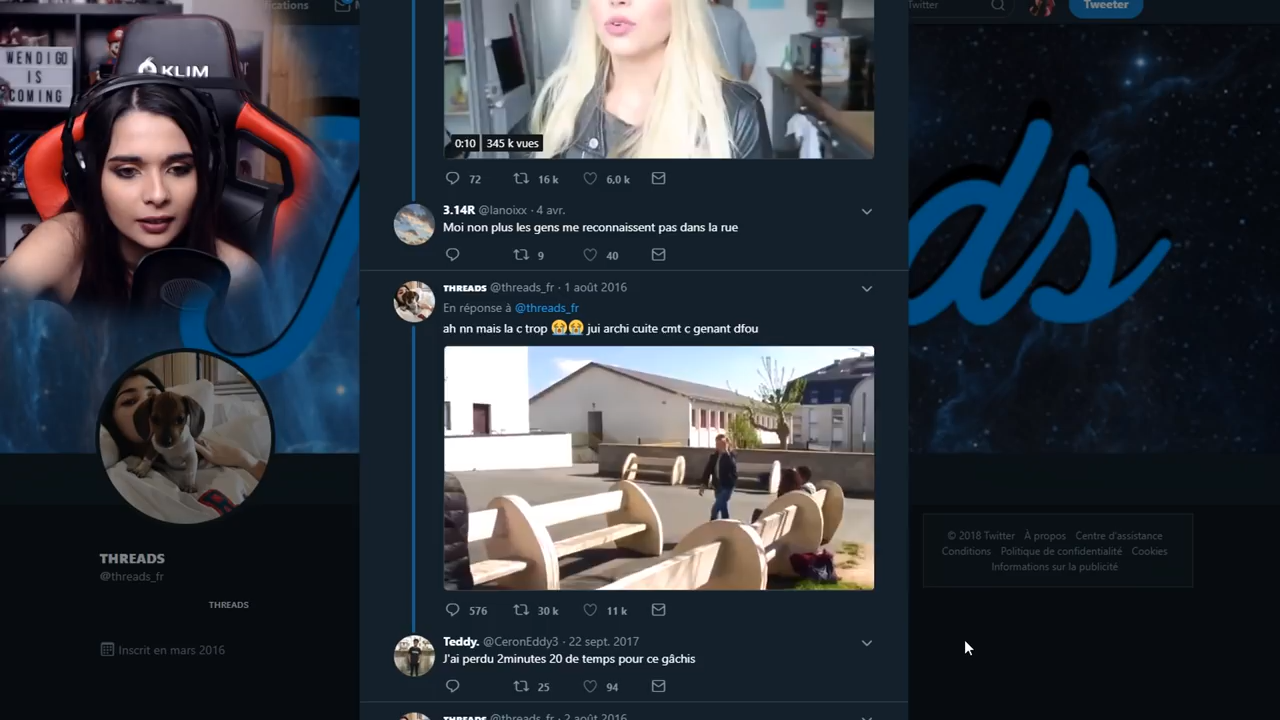 fications
Twitter
Tweeter
WENDIGO
IS
COMING
KLIM
0:10 345 k vues
72 16 k 6,0 k
3.14R @lanoixx · 4 avr.
Moi non plus les gens me reconnaissent pas dans la rue
9 40
THREADS @threads_fr · 1 août 2016
En réponse à @threads_fr
ah nn mais la c trop 😭😭 jui archi cuite cmt c genant dfou
576 30 k 11 k
Teddy. @CeronEddy3 · 22 sept. 2017
J'ai perdu 2minutes 20 de temps pour ce gâchis
25 94
THREADS @threads_fr · 2 août 2016
ds
THREADS
@threads_fr
THREADS
Inscrit en mars 2016
© 2018 Twitter À propos Centre d'assistance
Conditions Politique de confidentialité Cookies
Informations sur la publicité